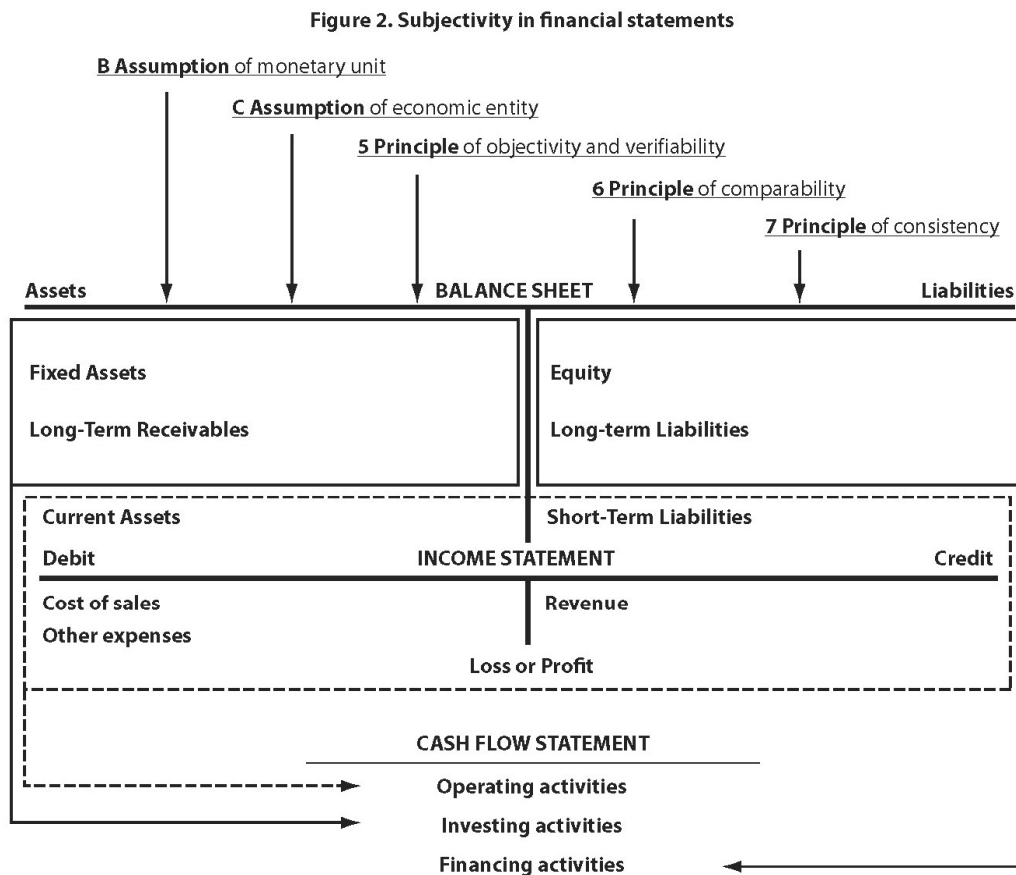 Figure 2. Subjectivity in financial statements
B Assumption of monetary unit
C Assumption of economic entity
5 Principle of objectivity and verifiability
6 Principle of comparability
7 Principle of consistency
Assets BALANCE SHEET Liabilities
Fixed Assets Equity
Long-Term Receivables Long-term Liabilities
Current Assets Short-Term Liabilities
Debit INCOME STATEMENT Credit
Cost of sales Revenue
Other expenses
Loss or Profit
CASH FLOW STATEMENT
Operating activities
Investing activities
Financing activities